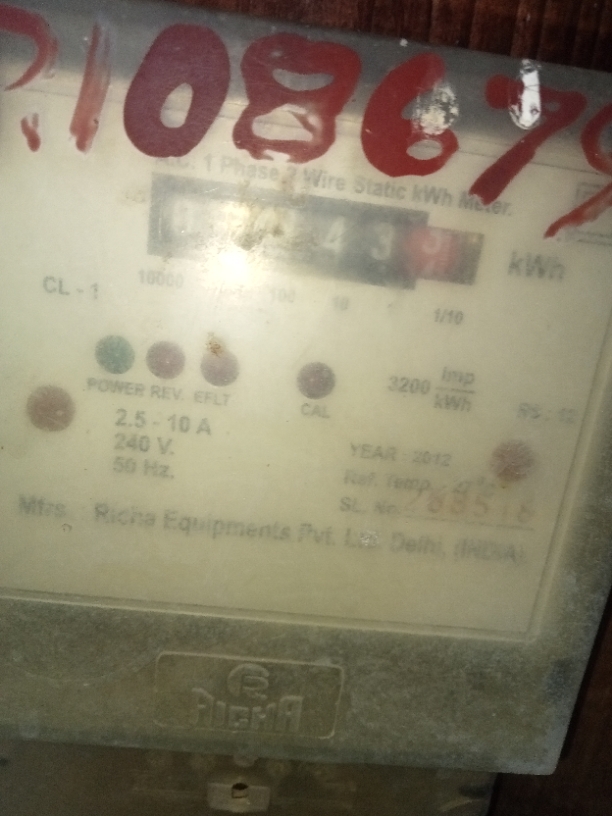 108679
A.C. 1 Phase 2 Wire Static kWh Meter.
kWh
CL - 1
10000 100 10 1/10
POWER REV. EFLT CAL
3200 Imp/kWh
2.5 - 10 A
240 V.
50 Hz.
YEAR : 2012
Ref. Temp.
SL. No.
Mfrs. : Richa Equipments Pvt. Ltd. Delhi, (INDIA)
RICHA